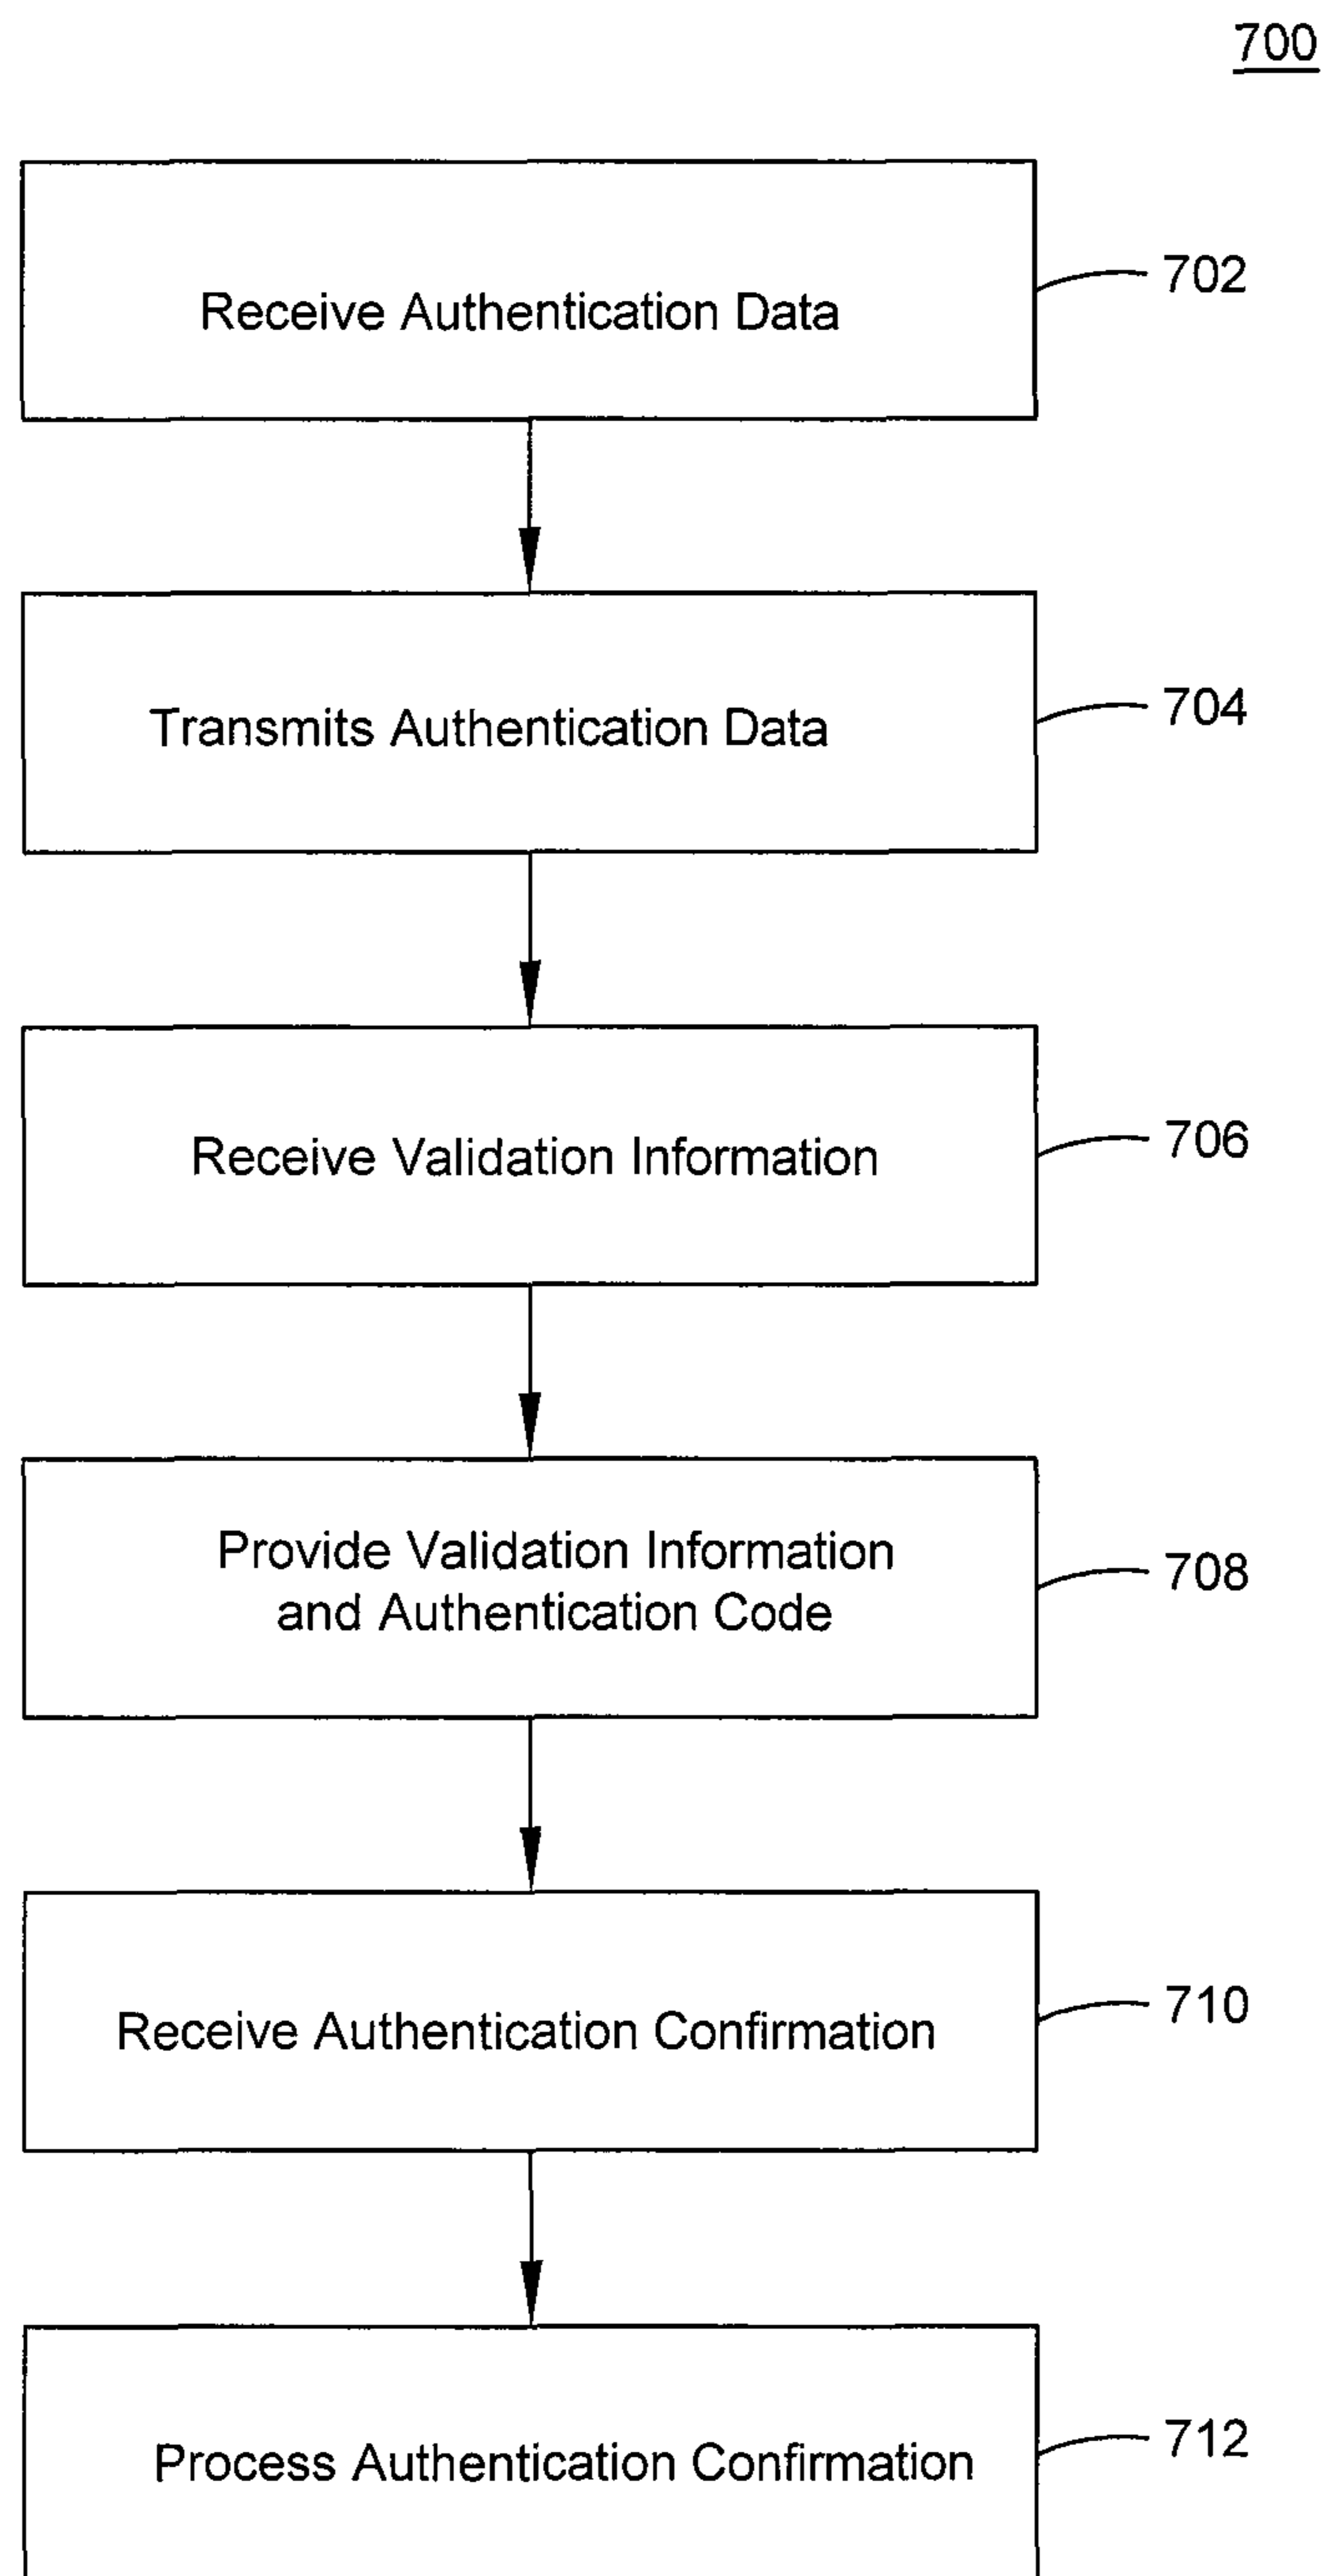 700
Receive Authentication Data
702
Transmits Authentication Data
704
Receive Validation Information
706
Provide Validation Information
and Authentication Code
708
Receive Authentication Confirmation
710
Process Authentication Confirmation
712